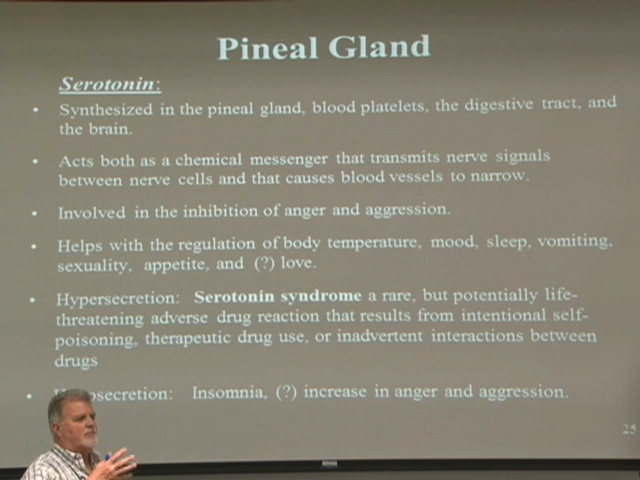 Pineal Gland
Serotonin:
• Synthesized in the pineal gland, blood platelets, the digestive tract, and
the brain.
• Acts both as a chemical messenger that transmits nerve signals
between nerve cells and that causes blood vessels to narrow.
• Involved in the inhibition of anger and aggression.
• Helps with the regulation of body temperature, mood, sleep, vomiting,
sexuality, appetite, and (?) love.
• Hypersecretion: Serotonin syndrome a rare, but potentially life-
threatening adverse drug reaction that results from intentional self-
poisoning, therapeutic drug use, or inadvertent interactions between
drugs
• Insomnia, (?) increase in anger and aggression.
25